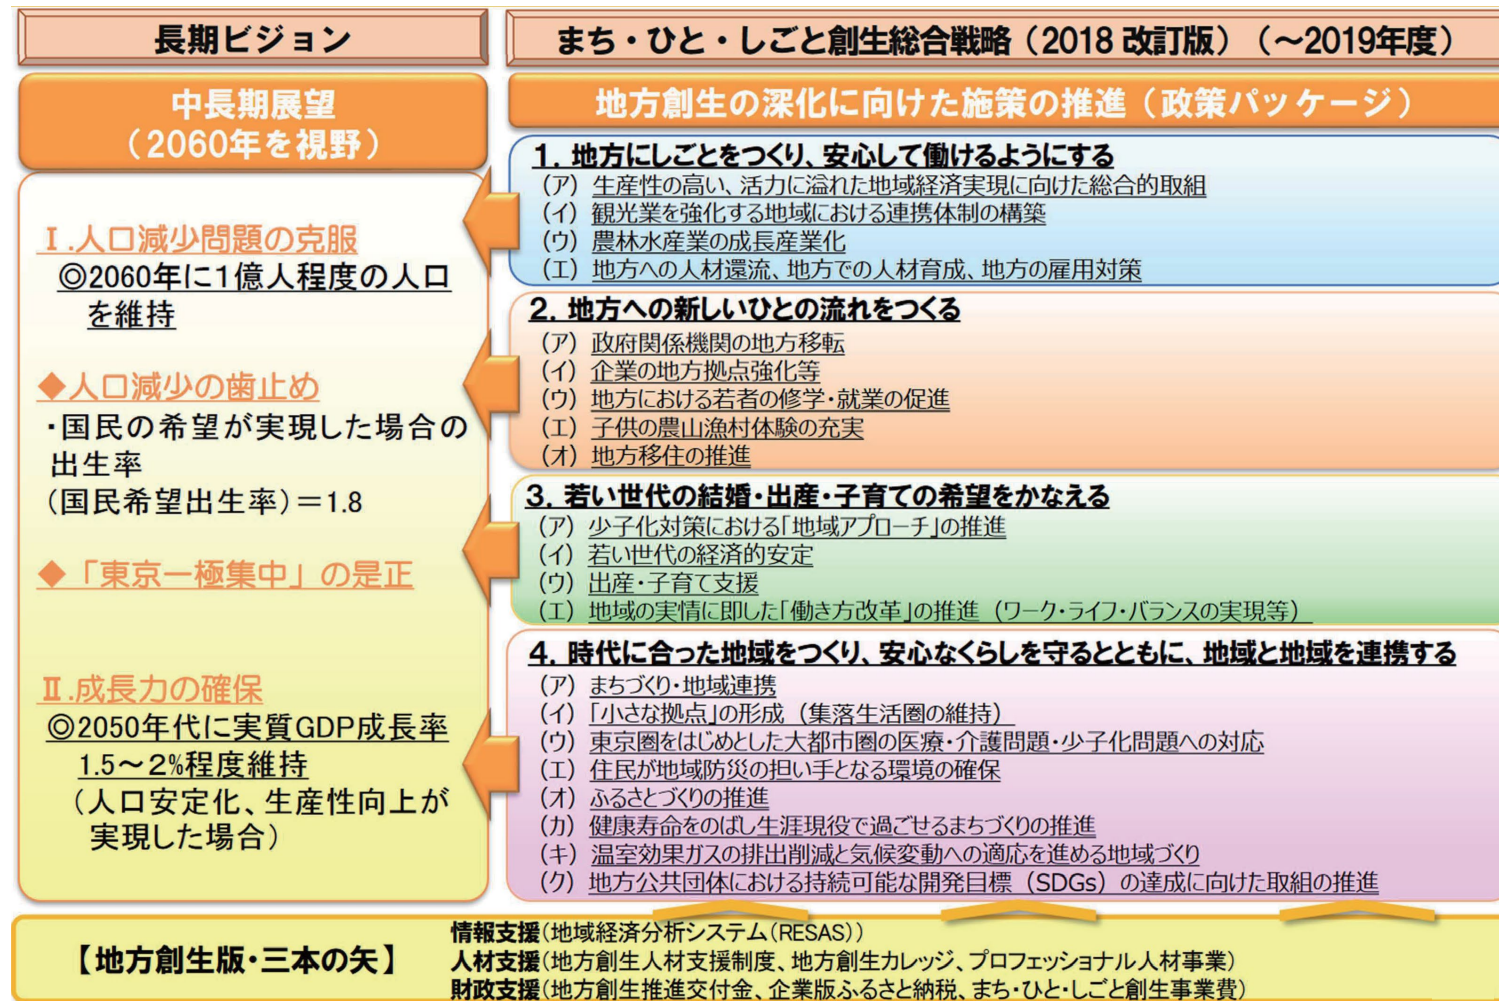 長期ビジョン
中長期展望
（2060年を視野）
Ⅰ.人口減少問題の克服
◎2060年に1億人程度の人口
を維持
◆人口減少の歯止め
・国民の希望が実現した場合の
出生率
（国民希望出生率）＝1.8
◆「東京一極集中」の是正
Ⅱ.成長力の確保
◎2050年代に実質GDP成長率
1.5～2%程度維持
（人口安定化、生産性向上が
実現した場合）
まち・ひと・しごと創生総合戦略（2018 改訂版）（～2019年度）
地方創生の深化に向けた施策の推進（政策パッケージ）
1．地方にしごとをつくり、安心して働けるようにする
（ア）生産性の高い、活力に溢れた地域経済実現に向けた総合的取組
（イ）観光業を強化する地域における連携体制の構築
（ウ）農林水産業の成長産業化
（エ）地方への人材還流、地方での人材育成、地方の雇用対策
2．地方への新しいひとの流れをつくる
（ア）政府関係機関の地方移転
（イ）企業の地方拠点強化等
（ウ）地方における若者の修学・就業の促進
（エ）子供の農山漁村体験の充実
（オ）地方移住の推進
3．若い世代の結婚・出産・子育ての希望をかなえる
（ア）少子化対策における「地域アプローチ」の推進
（イ）若い世代の経済的安定
（ウ）出産・子育て支援
（エ）地域の実情に即した「働き方改革」の推進（ワーク・ライフ・バランスの実現等）
4．時代に合った地域をつくり、安心なくらしを守るとともに、地域と地域を連携する
（ア）まちづくり・地域連携
（イ）「小さな拠点」の形成（集落生活圏の維持）
（ウ）東京圏をはじめとした大都市圏の医療・介護問題・少子化問題への対応
（エ）住民が地域防災の担い手となる環境の確保
（オ）ふるさとづくりの推進
（カ）健康寿命をのばし生涯現役で過ごせるまちづくりの推進
（キ）温室効果ガスの排出削減と気候変動への適応を進める地域づくり
（ク）地方公共団体における持続可能な開発目標（SDGs）の達成に向けた取組の推進
【地方創生版・三本の矢】
情報支援（地域経済分析システム（RESAS））
人材支援（地方創生人材支援制度、地方創生カレッジ、プロフェッショナル人材事業）
財政支援（地方創生推進交付金、企業版ふるさと納税、まち・ひと・しごと創生事業費）